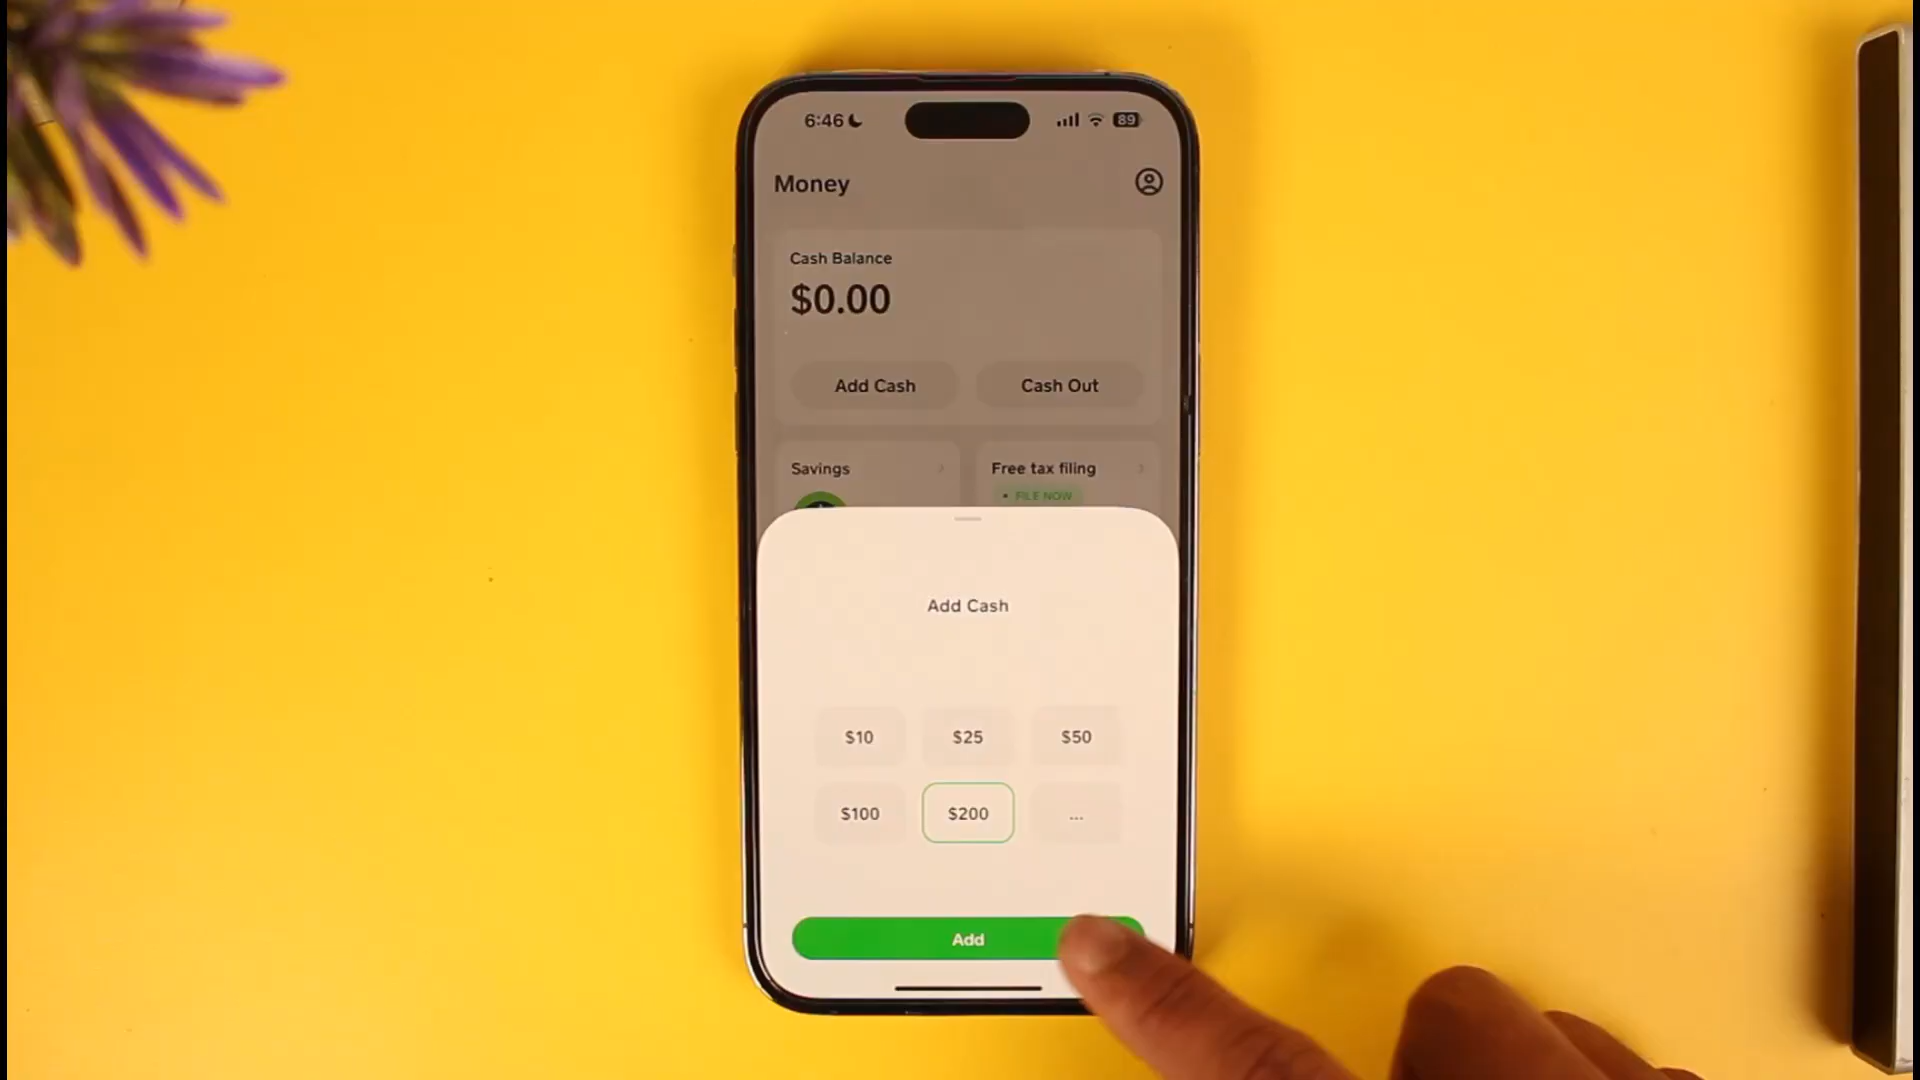 6:46
89
Money
Cash Balance
$0.00
Add Cash
Cash Out
Savings
Free tax filing
• FILE NOW
Add Cash
$10
$25
$50
$100
$200
...
Add